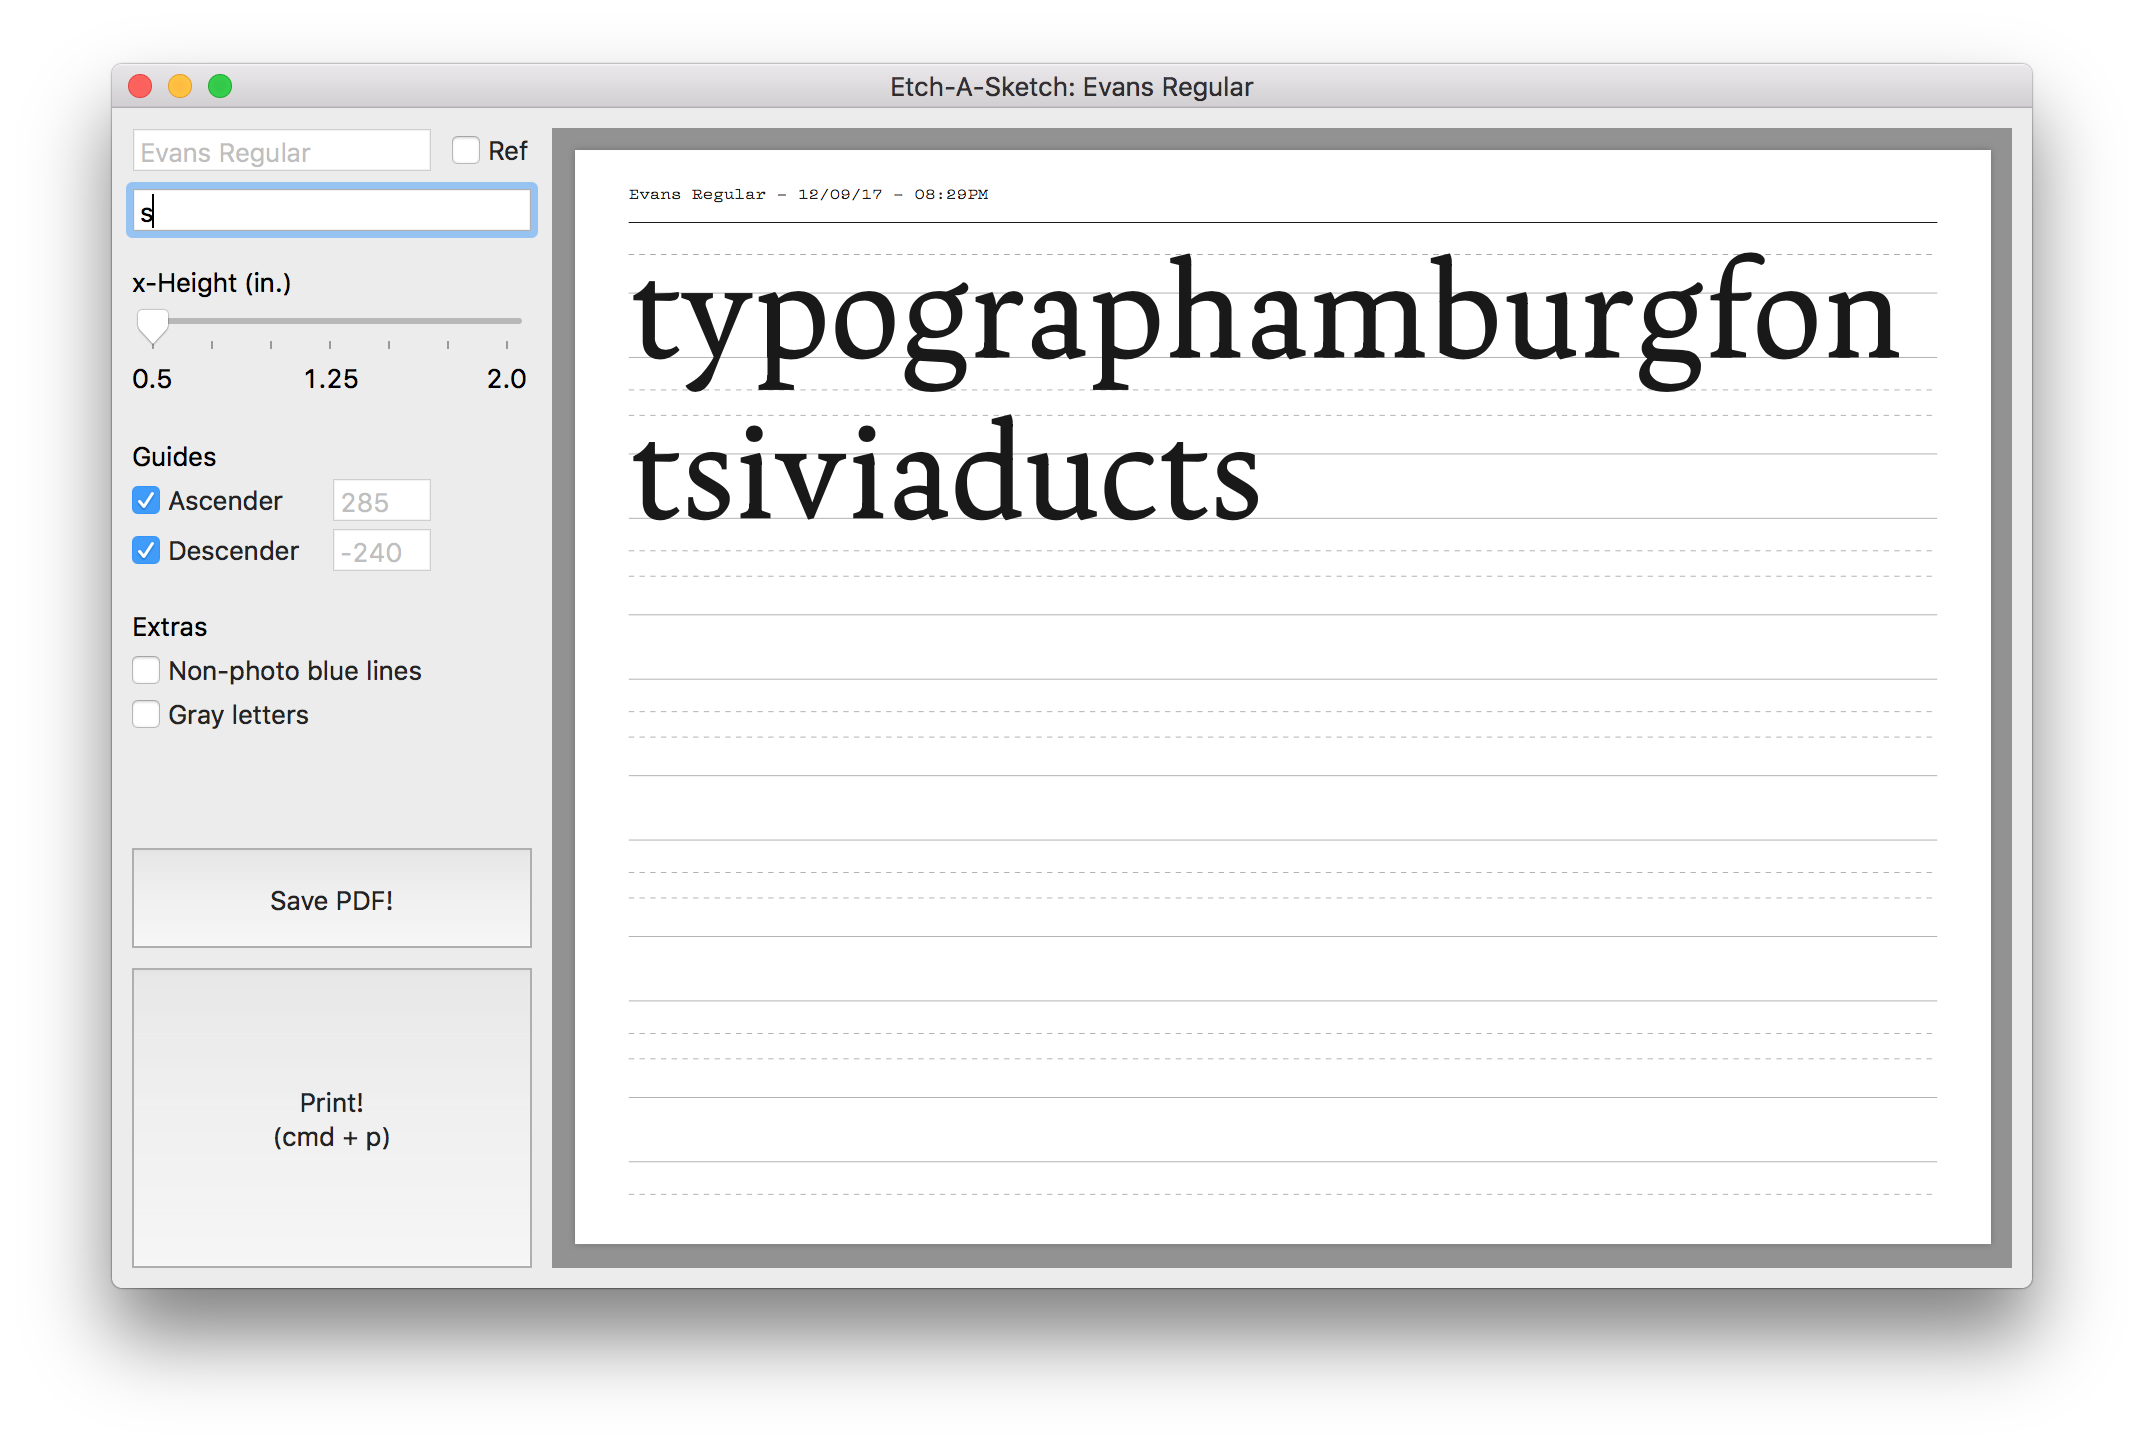 Etch-A-Sketch: Evans Regular
Evans Regular
Ref
s
x-Height (in.)
0.5 1.25 2.0
Guides
Ascender 285
Descender -240
Extras
Non-photo blue lines
Gray letters
Save PDF!
Print!
(cmd + p)
Evans Regular - 12/09/17 - 08:29PM
typographamburgfon
tsiviaducts